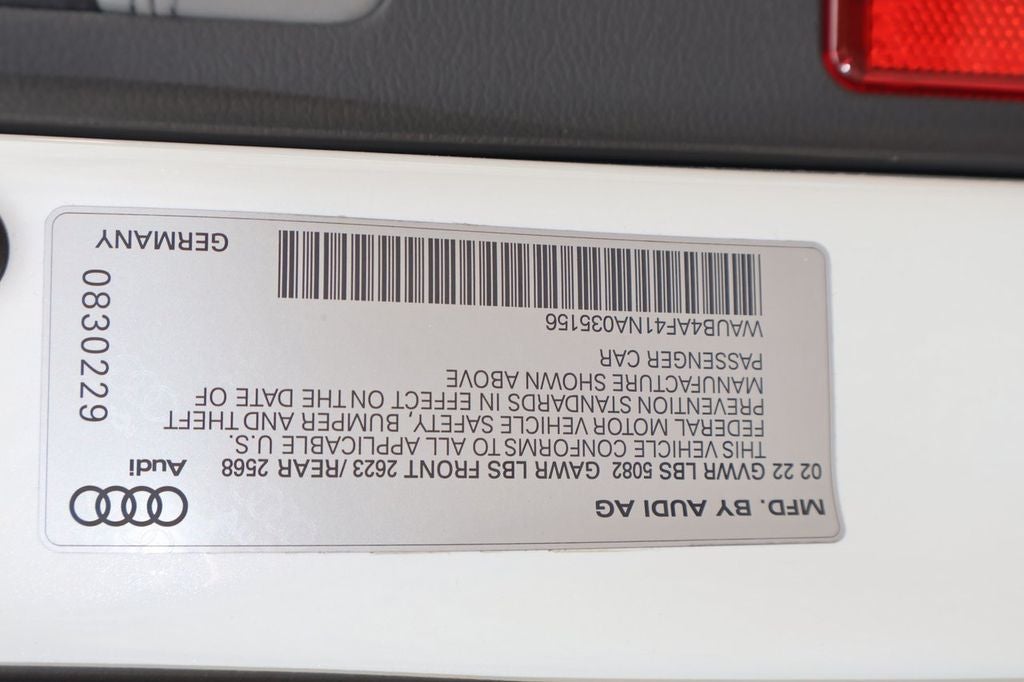 MFD. BY AUDI AG
02 22 GVWR LBS 5082 GAWR LBS FRONT 2623 /REAR 2568
THIS VEHICLE CONFORMS TO ALL APPLICABLE U.S.
FEDERAL MOTOR VEHICLE SAFETY, BUMPER AND THEFT
PREVENTION STANDARDS IN EFFECT ON THE DATE OF
MANUFACTURE SHOWN ABOVE
PASSENGER CAR
WAUB4AF41NA035156
Audi
0830229
GERMANY